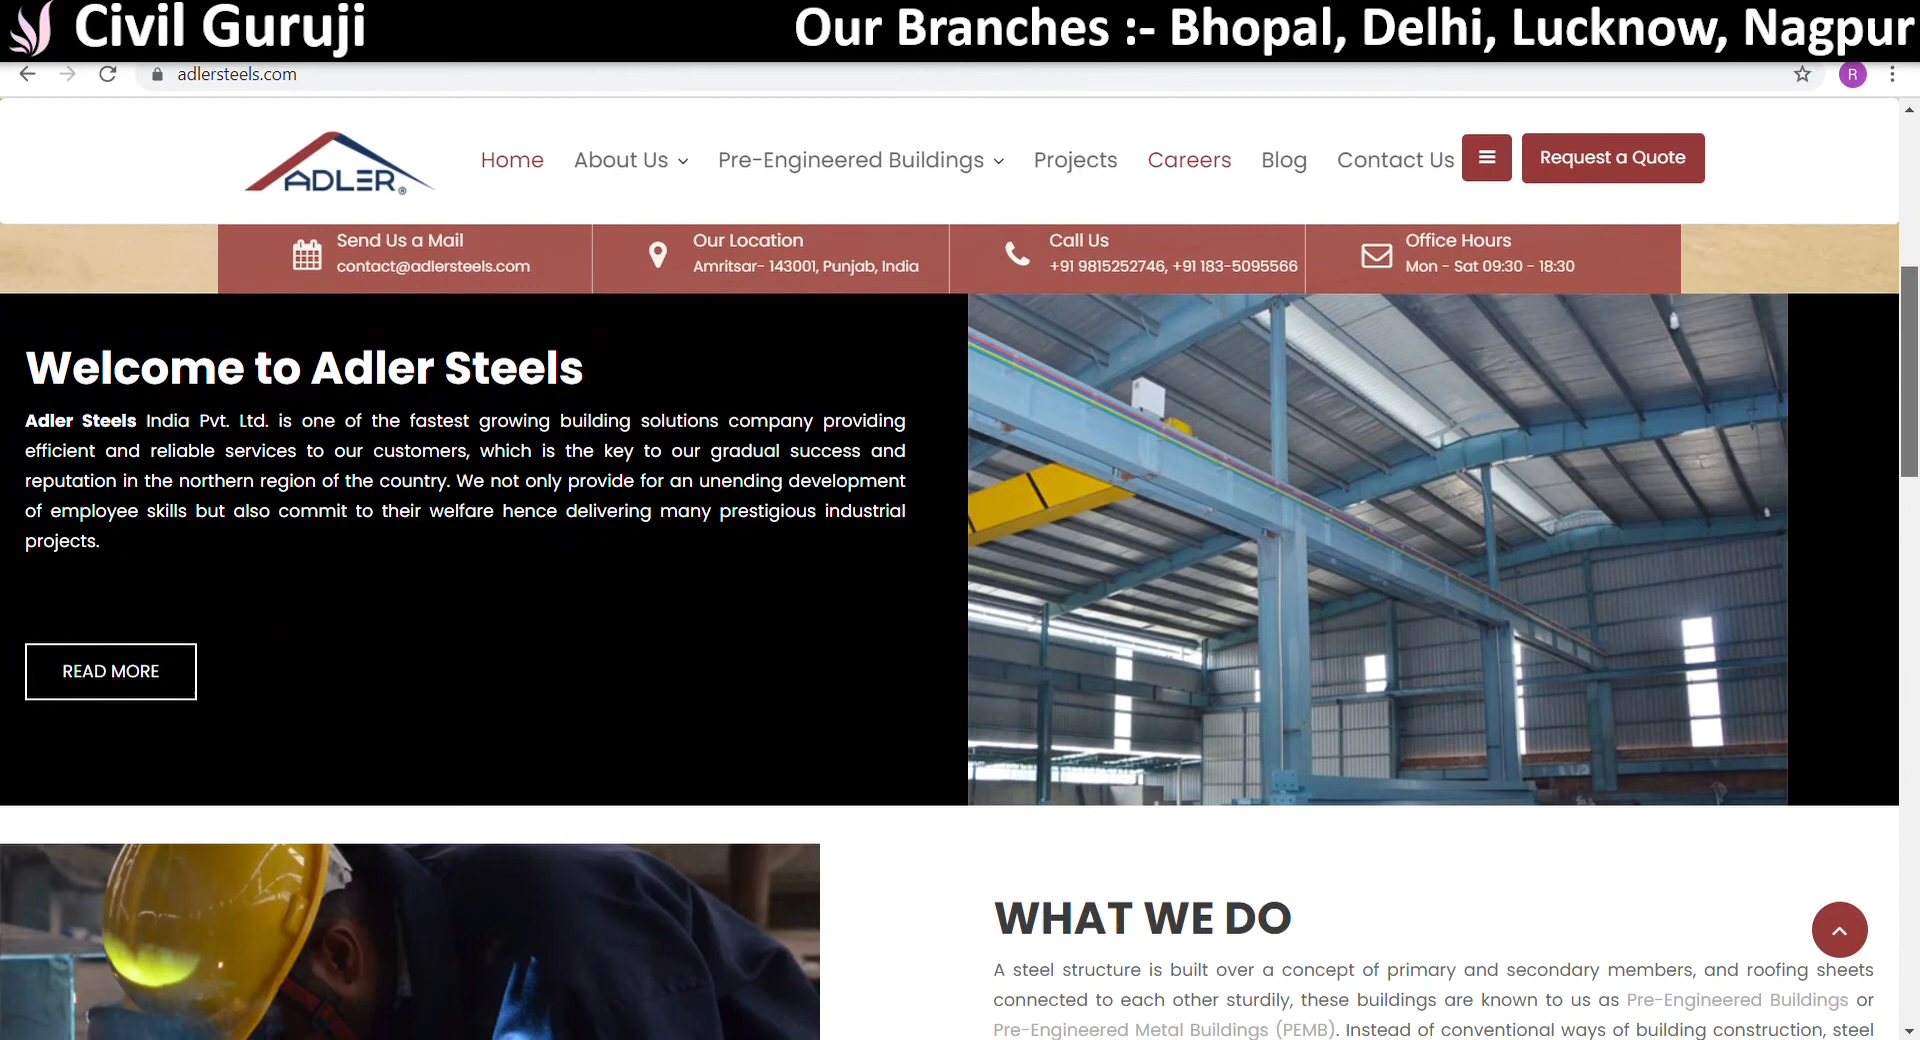 Civil Guruji
Our Branches :- Bhopal, Delhi, Lucknow, Nagpur
adlersteels.com
R
ADLER®
Home
About Us
Pre-Engineered Buildings
Projects
Careers
Blog
Contact Us
Request a Quote
Send Us a Mail
contact@adlersteels.com
Our Location
Amritsar- 143001, Punjab, India
Call Us
+91 9815252746, +91 183-5095566
Office Hours
Mon - Sat 09:30 - 18:30
Welcome to Adler Steels
Adler Steels India Pvt. Ltd. is one of the fastest growing building solutions company providing
efficient and reliable services to our customers, which is the key to our gradual success and
reputation in the northern region of the country. We not only provide for an unending development
of employee skills but also commit to their welfare hence delivering many prestigious industrial
projects.
READ MORE
WHAT WE DO
A steel structure is built over a concept of primary and secondary members, and roofing sheets
connected to each other sturdily, these buildings are known to us as Pre-Engineered Buildings or
Pre-Engineered Metal Buildings (PEMB). Instead of conventional ways of building construction, steel